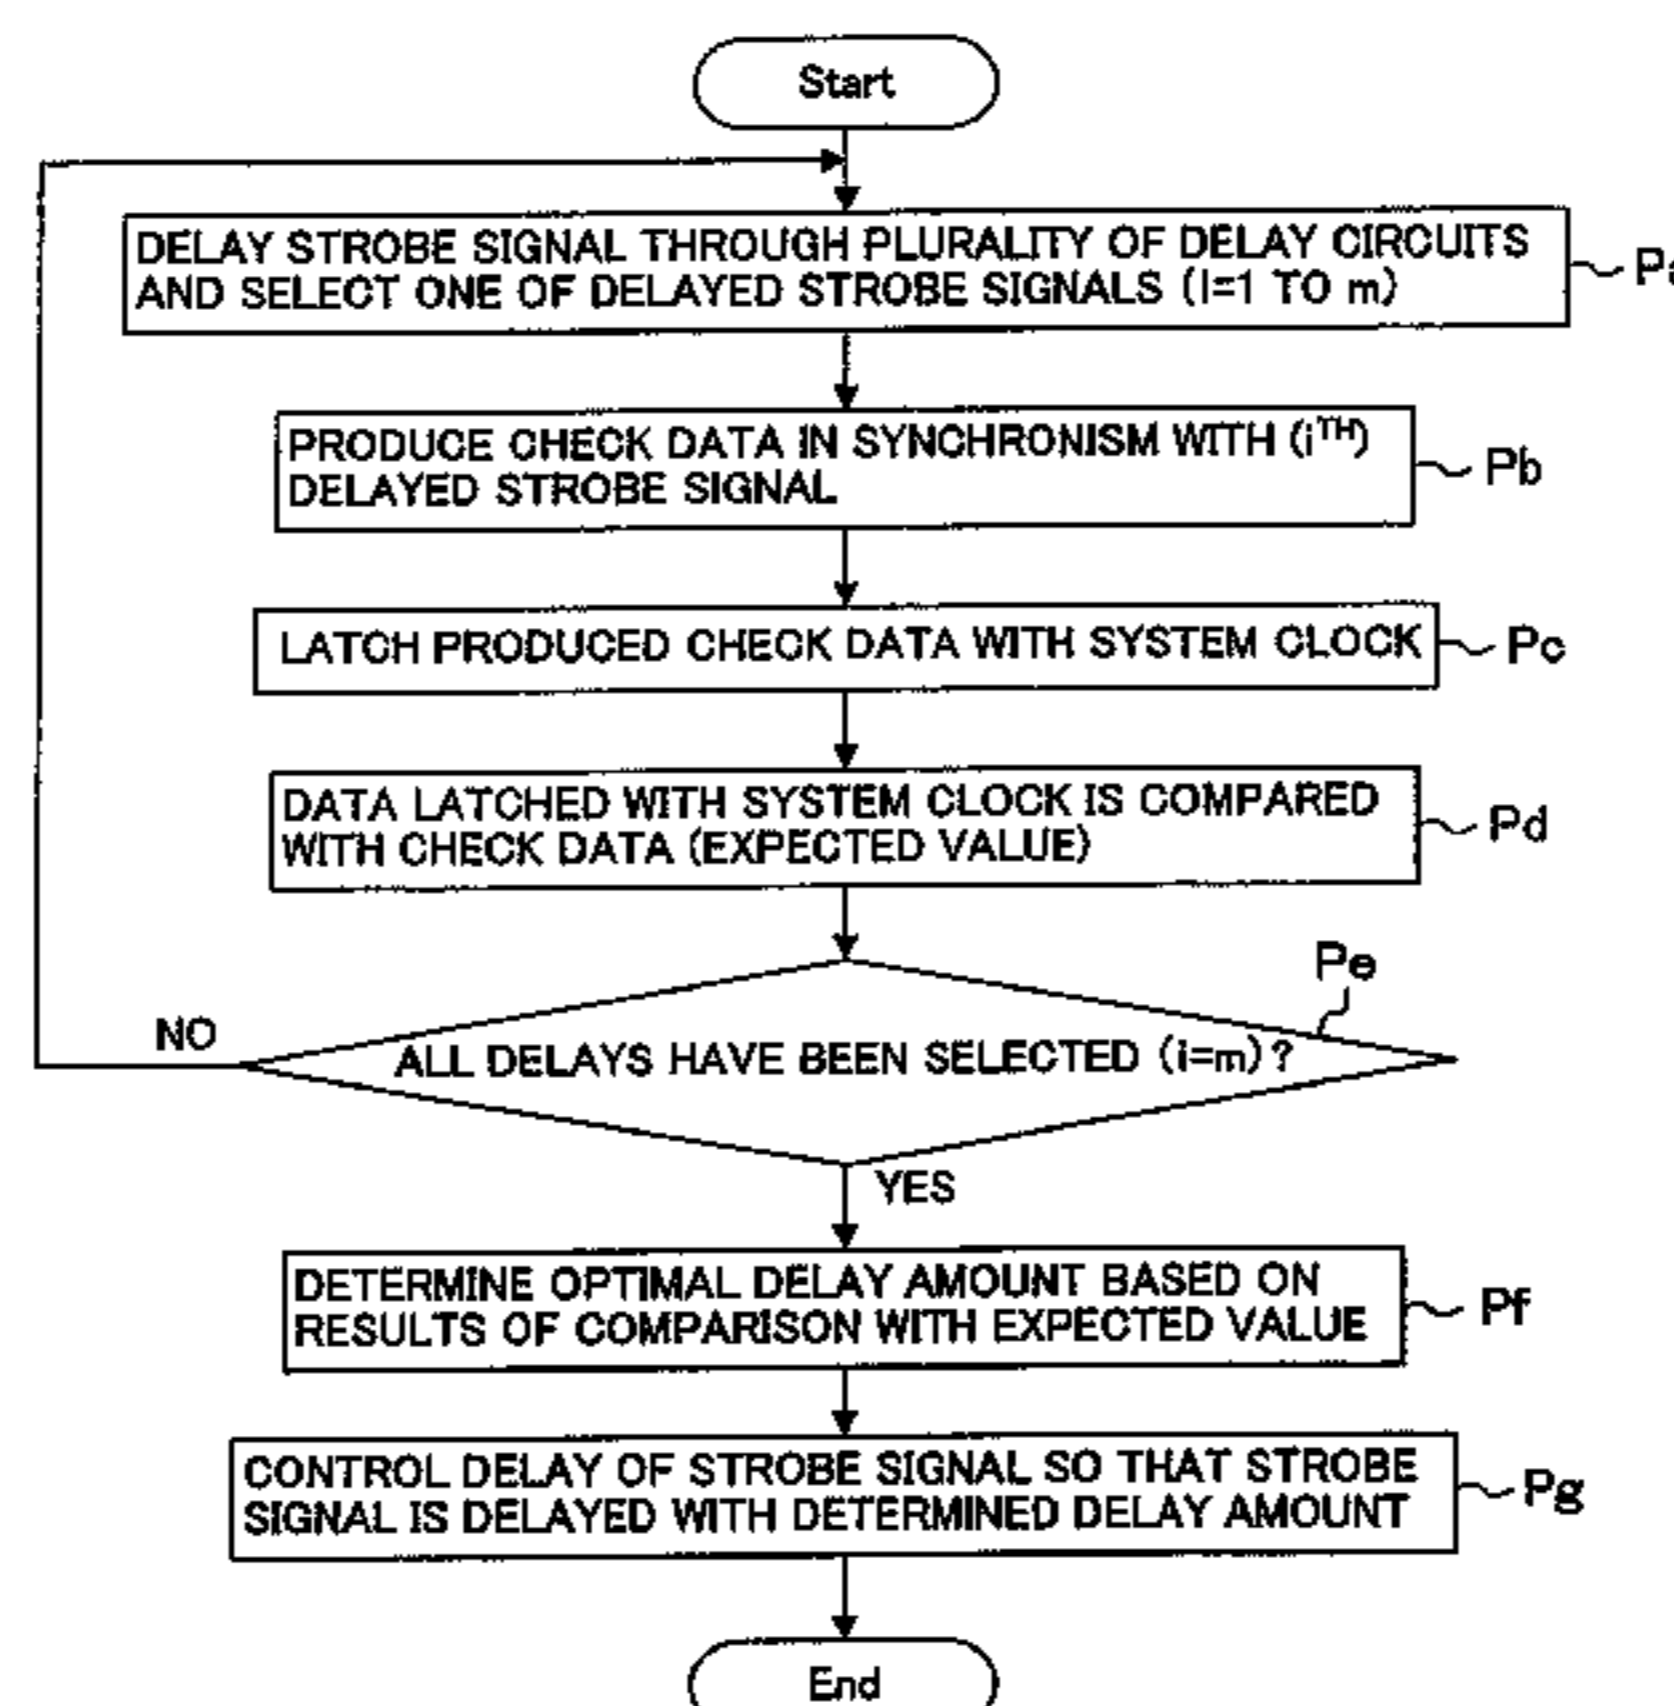 Start
DELAY STROBE SIGNAL THROUGH PLURALITY OF DELAY CIRCUITS
AND SELECT ONE OF DELAYED STROBE SIGNALS (i=1 TO m)
PRODUCE CHECK DATA IN SYNCHRONISM WITH (iTH)
DELAYED STROBE SIGNAL
Pb
LATCH PRODUCED CHECK DATA WITH SYSTEM CLOCK
Pc
DATA LATCHED WITH SYSTEM CLOCK IS COMPARED
WITH CHECK DATA (EXPECTED VALUE)
Pd
Pe
NO
ALL DELAYS HAVE BEEN SELECTED (i=m)?
YES
DETERMINE OPTIMAL DELAY AMOUNT BASED ON
RESULTS OF COMPARISON WITH EXPECTED VALUE
Pf
CONTROL DELAY OF STROBE SIGNAL SO THAT STROBE
SIGNAL IS DELAYED WITH DETERMINED DELAY AMOUNT
Pg
End